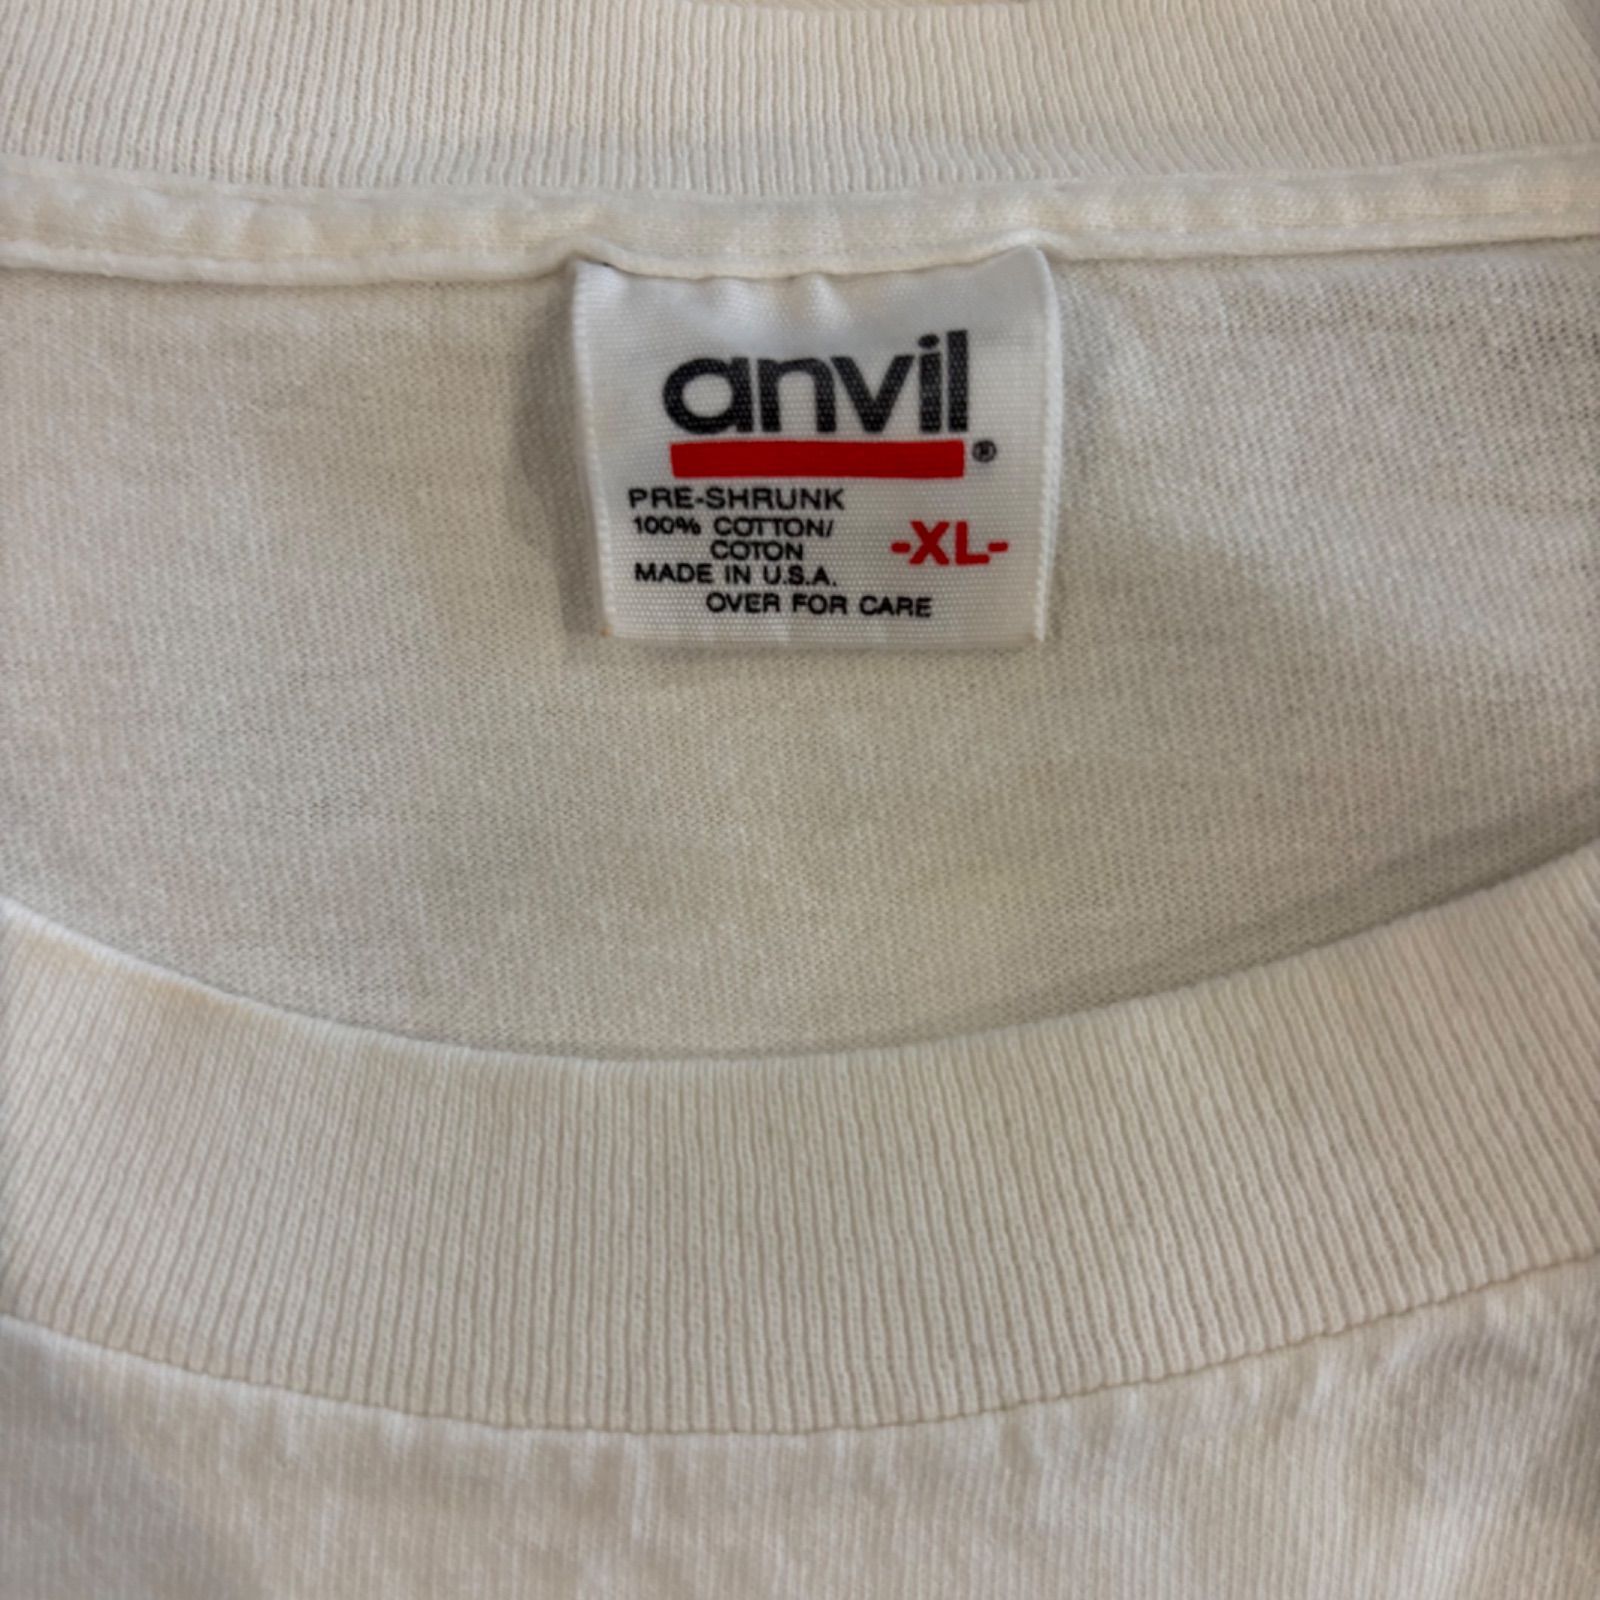 anvil®
PRE-SHRUNK
100% COTTON/
COTON
-XL-
MADE IN U.S.A.
OVER FOR CARE